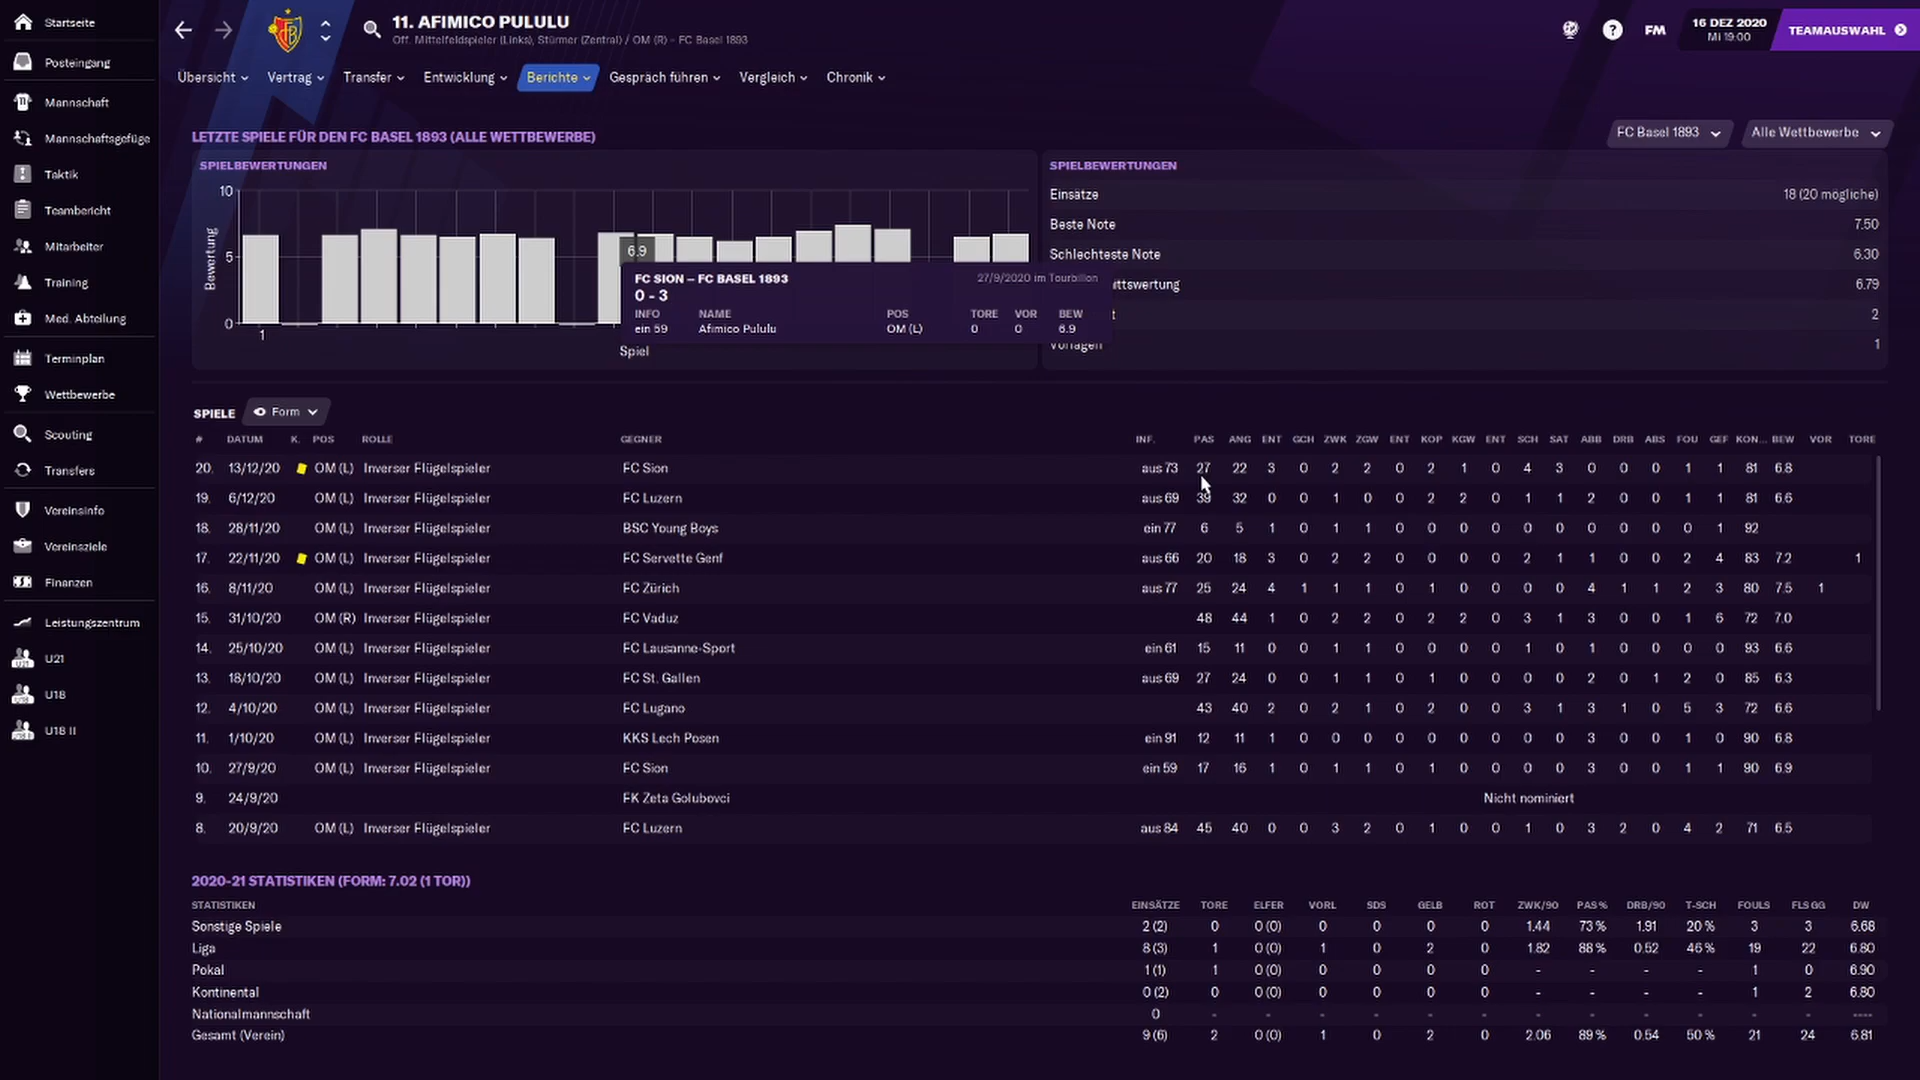 Startseite
Posteingang
Mannschaft
Mannschaftsgefüge
Taktik
Teambericht
Mitarbeiter
Training
Med. Abteilung
Terminplan
Wettbewerbe
Scouting
Transfers
Vereinsinfo
Vereinsziele
Finanzen
Leistungszentrum
U21
U18
U18 II
11. AFIMICO PULULU
Off. Mittelfeldspieler (Links), Stürmer (Zentral) / OM (R) - FC Basel 1893
FM
16 DEZ 2020
Mi 19:00
TEAMAUSWAHL
Übersicht Vertrag Transfer Entwicklung Berichte Gespräch führen Vergleich Chronik
LETZTE SPIELE FÜR DEN FC BASEL 1893 (ALLE WETTBEWERBE)
FC Basel 1893 Alle Wettbewerbe
SPIELBEWERTUNGEN
10
5
0
Bewertung
1
Spiel
6.9
FC SION – FC BASEL 1893 27/9/2020 im Tourbillon
0 - 3
INFO NAME POS TORE VOR BEW
ein 59 Afimico Pululu OM (L) 0 0 6.9
SPIELBEWERTUNGEN
Einsätze 18 (20 mögliche)
Beste Note 7.50
Schlechteste Note 6.30
ittswertung 6.79
t 2
Vorlagen 1
SPIELE Form
# DATUM K. POS ROLLE GEGNER INF. PAS ANG ENT GCH ZWK ZGW ENT KOP KGW ENT SCH SAT ABB DRB ABS FOU GEF KON... BEW VOR TORE
20. 13/12/20 OM (L) Inverser Flügelspieler FC Sion aus 73 27 22 3 0 2 2 0 2 1 0 4 3 0 0 0 1 1 81 6.8
19. 6/12/20 OM (L) Inverser Flügelspieler FC Luzern aus 69 39 32 0 0 1 0 0 2 2 0 1 1 2 0 0 1 1 81 6.6
18. 28/11/20 OM (L) Inverser Flügelspieler BSC Young Boys ein 77 6 5 1 0 1 1 0 0 0 0 0 0 0 0 0 0 1 92
17. 22/11/20 OM (L) Inverser Flügelspieler FC Servette Genf aus 66 20 18 3 0 2 2 0 0 0 0 2 1 1 0 0 2 4 83 7.2 1
16. 8/11/20 OM (L) Inverser Flügelspieler FC Zürich aus 77 25 24 4 1 1 1 0 1 0 0 0 0 4 1 1 2 3 80 7.5 1
15. 31/10/20 OM (R) Inverser Flügelspieler FC Vaduz 48 44 1 0 2 2 0 2 2 0 3 1 3 0 0 1 6 72 7.0
14. 25/10/20 OM (L) Inverser Flügelspieler FC Lausanne-Sport ein 61 15 11 0 0 1 1 0 0 0 0 1 0 1 0 0 0 0 93 6.6
13. 18/10/20 OM (L) Inverser Flügelspieler FC St. Gallen aus 69 27 24 0 0 1 1 0 1 0 0 0 0 2 0 1 2 0 85 6.3
12. 4/10/20 OM (L) Inverser Flügelspieler FC Lugano 43 40 2 0 2 1 0 2 0 0 3 1 3 1 0 5 3 72 6.6
11. 1/10/20 OM (L) Inverser Flügelspieler KKS Lech Posen ein 91 12 11 1 0 0 0 0 0 0 0 0 0 3 0 0 1 0 90 6.8
10. 27/9/20 OM (L) Inverser Flügelspieler FC Sion ein 59 17 16 1 0 1 1 0 1 0 0 0 0 3 0 0 1 1 90 6.9
9. 24/9/20 FK Zeta Golubovci Nicht nominiert
8. 20/9/20 OM (L) Inverser Flügelspieler FC Luzern aus 84 45 40 0 0 3 2 0 1 0 0 1 0 3 2 0 4 2 71 6.5
2020-21 STATISTIKEN (FORM: 7.02 (1 TOR))
STATISTIKEN EINSÄTZE TORE ELFER VORL SDS GELB ROT ZWK/90 PAS % DRB/90 T-SCH FOULS FLS GG DW
Sonstige Spiele 2 (2) 0 0 (0) 0 0 0 0 1.44 73 % 1.91 20 % 3 3 6.68
Liga 8 (3) 1 0 (0) 1 0 2 0 1.82 88 % 0.52 46 % 19 22 6.80
Pokal 1 (1) 1 0 (0) 0 0 0 0 - - - - 1 0 6.90
Kontinental 0 (2) 0 0 (0) 0 0 0 0 - - - - 1 2 6.80
Nationalmannschaft 0 - - - - - - - - - - - - ----
Gesamt (Verein) 9 (6) 2 0 (0) 1 0 2 0 2.06 89 % 0.54 50 % 21 24 6.81